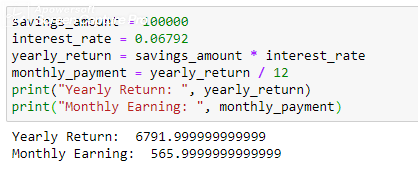 savings_amount = 100000
interest_rate = 0.06792
yearly_return = savings_amount * interest_rate
monthly_payment = yearly_return / 12
print("Yearly Return: ", yearly_return)
print("Monthly Earning: ", monthly_payment)
Yearly Return:  6791.999999999999
Monthly Earning:  565.9999999999999